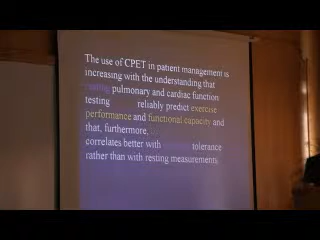 The use of CPET in patient management is
increasing with the understanding that
pulmonary and cardiac function
testing reliably predict exercise
performance and functional capacity and
that, furthermore,
correlates better with tolerance
rather than with resting measurements